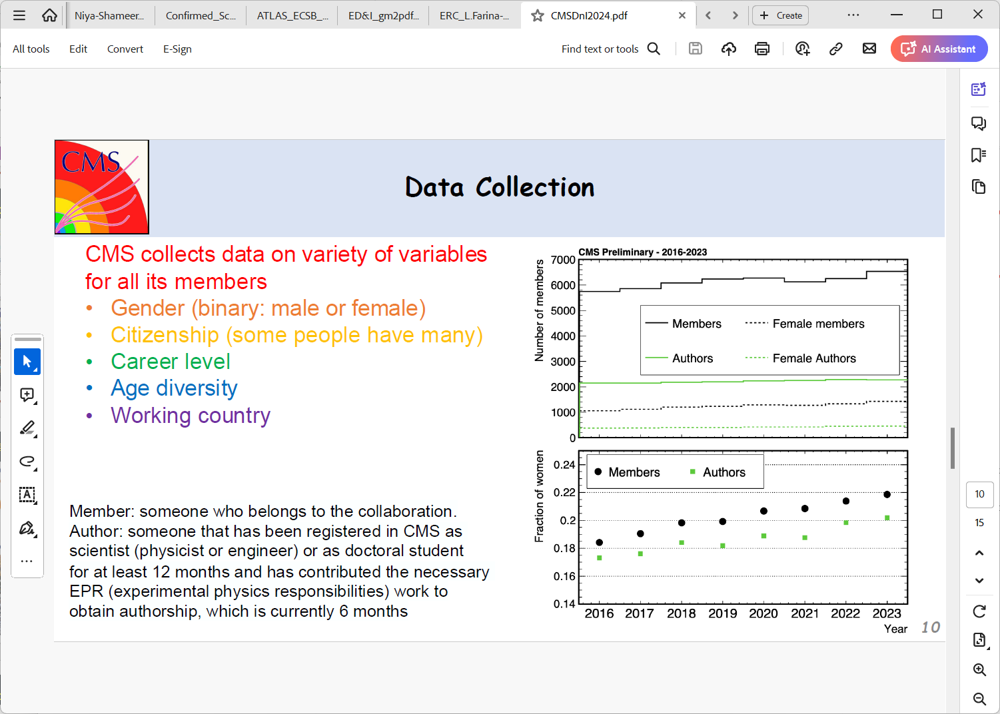 Niya-Shameer...
Confirmed_Sc...
ATLAS_ECSB_...
ED&I_gm2pdf...
ERC_L.Farina-...
CMSDnI2024.pdf
Create
All tools
Edit
Convert
E-Sign
Find text or tools
AI Assistant
CMS
Data Collection
CMS collects data on variety of variables
for all its members
• Gender (binary: male or female)
• Citizenship (some people have many)
• Career level
• Age diversity
• Working country
Member: someone who belongs to the collaboration.
Author: someone that has been registered in CMS as
scientist (physicist or engineer) or as doctoral student
for at least 12 months and has contributed the necessary
EPR (experimental physics responsibilities) work to
obtain authorship, which is currently 6 months
CMS Preliminary - 2016-2023
Number of members
7000
6000
5000
4000
3000
2000
1000
0
Members
Female members
Authors
Female Authors
Fraction of women
0.24
0.22
0.2
0.18
0.16
0.14
Members
Authors
2016 2017 2018 2019 2020 2021 2022 2023
Year
10
A
10
15